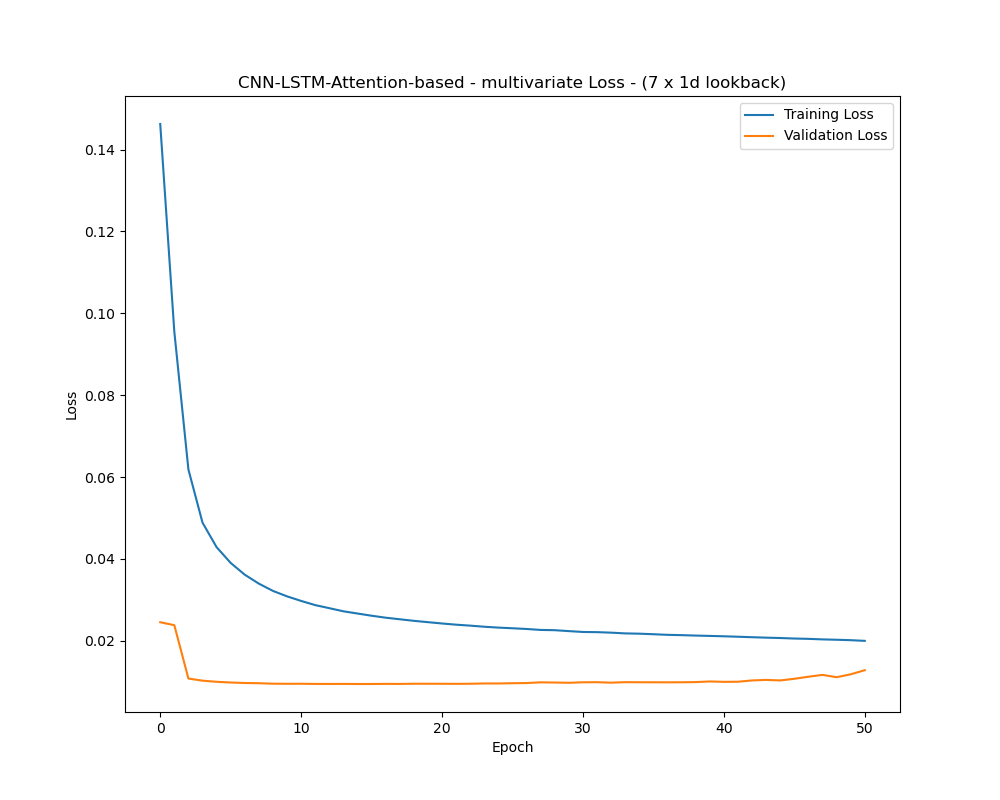 CNN-LSTM-Attention-based - multivariate Loss - (7 x 1d lookback)
Training Loss
Validation Loss
0.14
0.12
0.10
0.08
0.06
0.04
0.02
Loss
0 10 20 30 40 50
Epoch